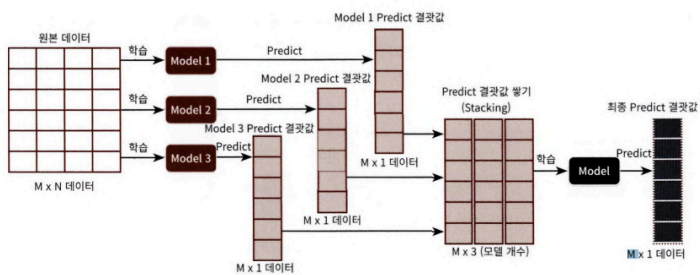 Model 1 Predict 결괏값
원본 데이터
학습
Model 1
Predict
Model 2 Predict 결괏값
학습
Model 2
Predict
Model 3 Predict 결괏값
학습
Model 3
Predict
M x N 데이터
M x 1 데이터
M x 1 데이터
M x 1 데이터
Predict 결괏값 쌓기
(Stacking)
M x 3 (모델 개수)
학습
Model
최종 Predict 결괏값
Predict
M x 1 데이터